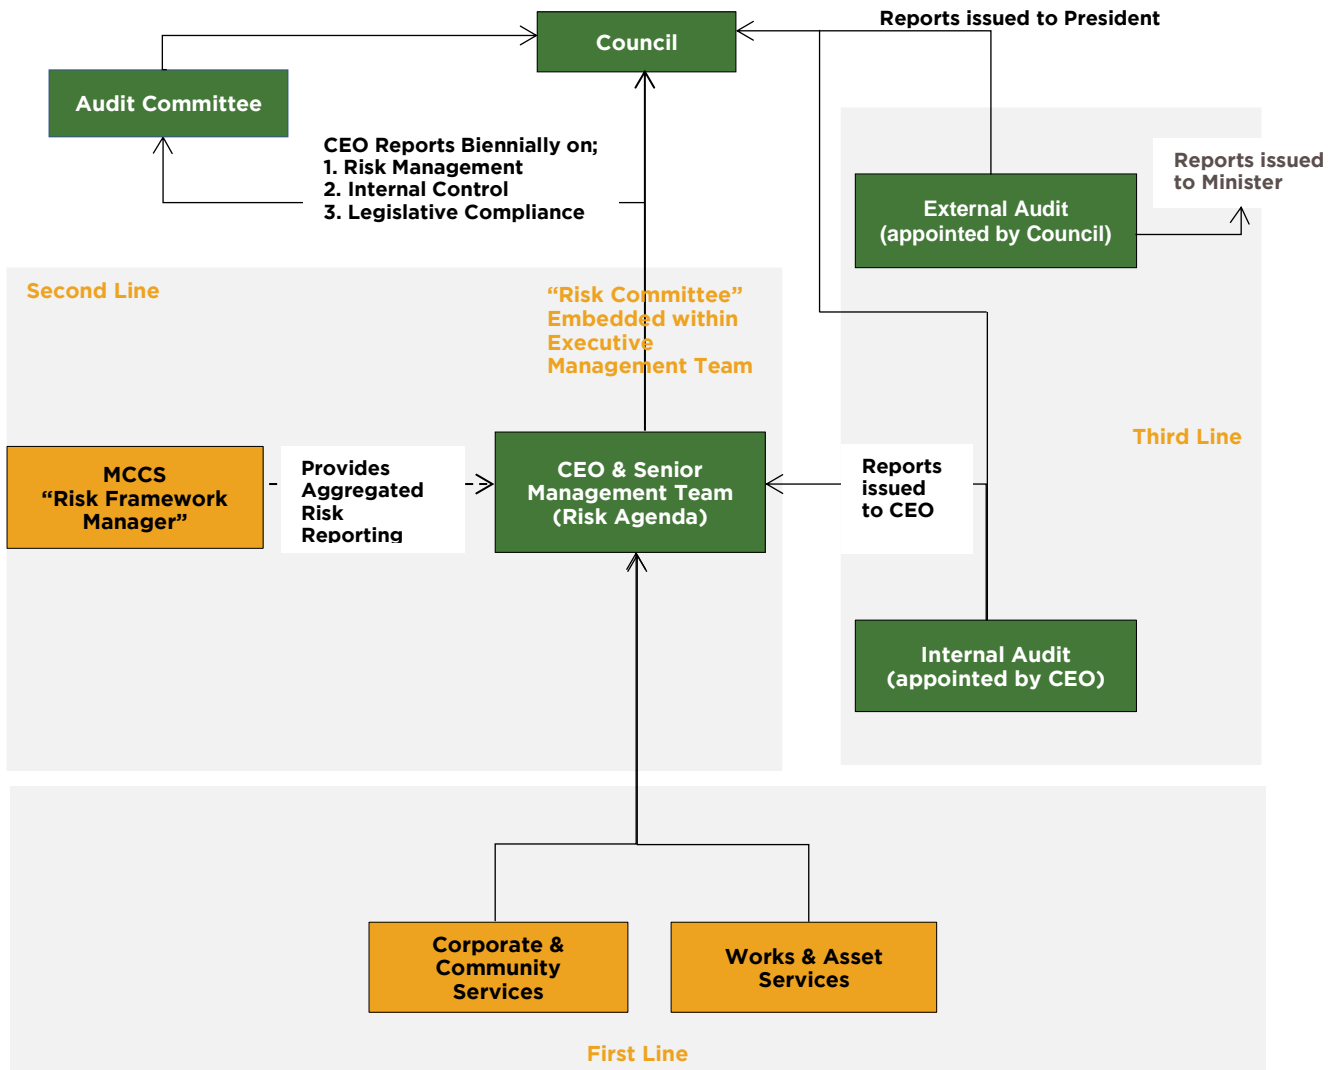 Reports issued to President
Council
Audit Committee
CEO Reports Biennially on;
1. Risk Management
2. Internal Control
3. Legislative Compliance
Reports issued
to Minister
External Audit
(appointed by Council)
Second Line
“Risk Committee”
Embedded within
Executive
Management Team
Third Line
MCCS
“Risk Framework
Manager”
Provides
Aggregated
Risk
Reporting
CEO & Senior
Management Team
(Risk Agenda)
Reports
issued
to CEO
Internal Audit
(appointed by CEO)
Corporate &
Community
Services
Works & Asset
Services
First Line